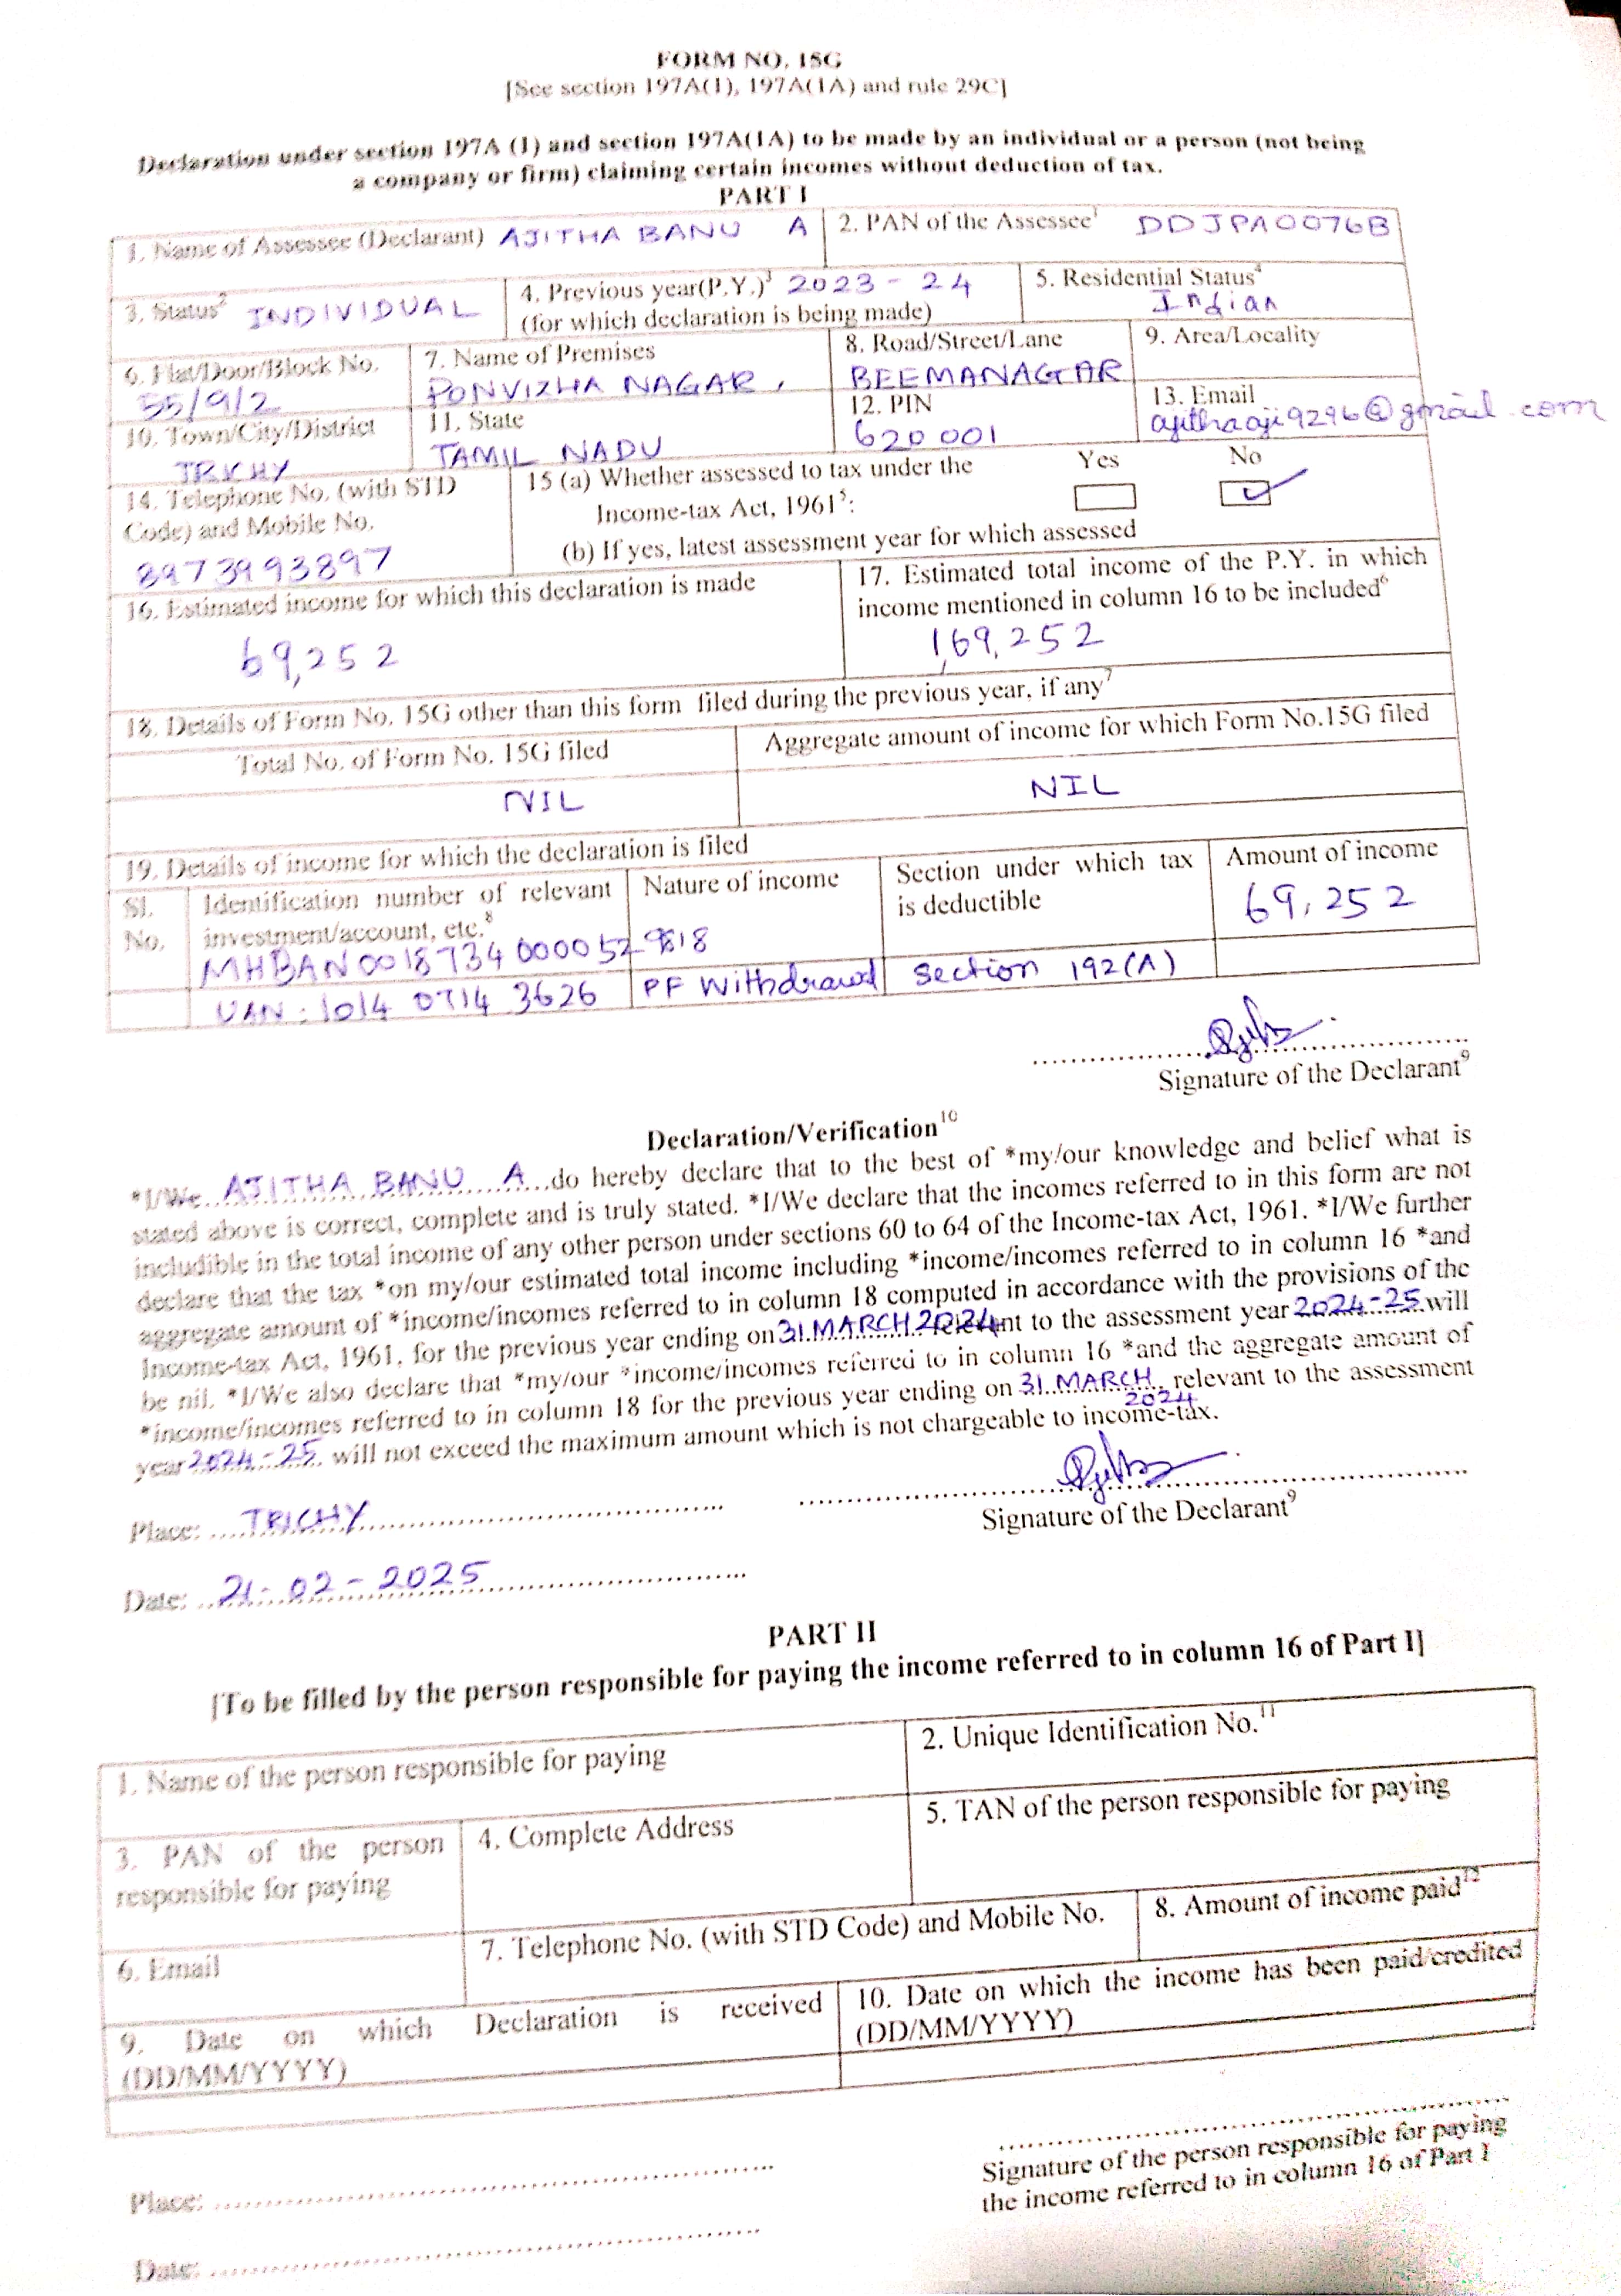 FORM NO. 15G
[See section 197A(1), 197A(1A) and rule 29C]
Declaration under section 197A (1) and section 197A(1A) to be made by an individual or a person (not being
a company or firm) claiming certain incomes without deduction of tax.
PART I
1. Name of Assessee (Declarant) AJITHA BANU A 2. PAN of the Assessee1 DDJPA0076B
3. Status2 INDIVIDUAL 4. Previous year(P.Y.)3 2023-24 5. Residential Status4
(for which declaration is being made) Indian
6. Flat/Door/Block No. 7. Name of Premises 8. Road/Street/Lane 9. Area/Locality
55/9/2 PONVIZHA NAGAR, BEEMANAGAR
10. Town/City/District 11. State 12. PIN 13. Email
TRICHY TAMIL NADU 620 001 ajithaaji9296@gmail.com
14. Telephone No. (with STD 15 (a) Whether assessed to tax under the Yes No
Code) and Mobile No. Income-tax Act, 19615:
8973993897 (b) If yes, latest assessment year for which assessed
16. Estimated income for which this declaration is made 17. Estimated total income of the P.Y. in which
income mentioned in column 16 to be included6
69,252 1,69,252
18. Details of Form No. 15G other than this form filed during the previous year, if any7
Total No. of Form No. 15G filed Aggregate amount of income for which Form No.15G filed
NIL NIL
19. Details of income for which the declaration is filed
Sl. Identification number of relevant Nature of income Section under which tax Amount of income
No. investment/account, etc.8 is deductible 69,252
MHBAN00187340000529818
UAN : 1014 0714 3626 PF Withdrawal Section 192(A)
Signature of the Declarant9
Declaration/Verification10
*I/We AJITHA BANU A do hereby declare that to the best of *my/our knowledge and belief what is
stated above is correct, complete and is truly stated. *I/We declare that the incomes referred to in this form are not
includible in the total income of any other person under sections 60 to 64 of the Income-tax Act, 1961. *I/We further
declare that the tax *on my/our estimated total income including *income/incomes referred to in column 16 *and
aggregate amount of *income/incomes referred to in column 18 computed in accordance with the provisions of the
Income-tax Act, 1961, for the previous year ending on 31 MARCH 2024 relevant to the assessment year 2024-25 will
be nil. *I/We also declare that *my/our *income/incomes referred to in column 16 *and the aggregate amount of
*income/incomes referred to in column 18 for the previous year ending on 31 MARCH 2024 relevant to the assessment
year 2024-25 will not exceed the maximum amount which is not chargeable to income-tax.
Place: TRICHY
Signature of the Declarant9
Date: 21-02-2025
PART II
[To be filled by the person responsible for paying the income referred to in column 16 of Part I]
1. Name of the person responsible for paying 2. Unique Identification No.11
3. PAN of the person 4. Complete Address 5. TAN of the person responsible for paying
responsible for paying
6. Email 7. Telephone No. (with STD Code) and Mobile No. 8. Amount of income paid12
9. Date on which Declaration is received 10. Date on which the income has been paid/credited
(DD/MM/YYYY) (DD/MM/YYYY)
Signature of the person responsible for paying
Place: the income referred to in column 16 of Part I
Date: